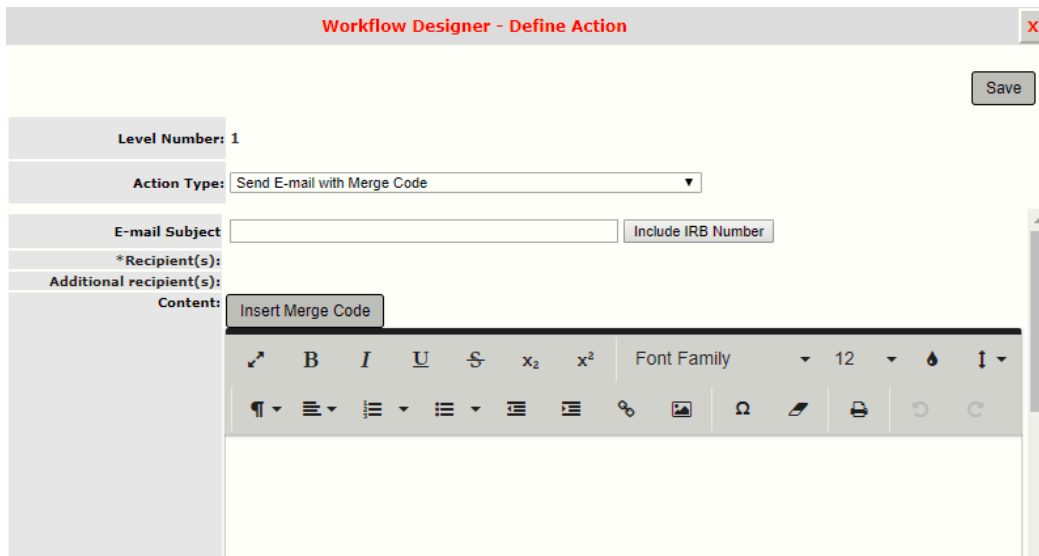 Workflow Designer - Define Action
X
Save
Level Number: 1
Action Type: Send E-mail with Merge Code
E-mail Subject
Include IRB Number
*Recipient(s):
Additional recipient(s):
Content:
Insert Merge Code
B I U S x₂ x² Font Family 12
¶ Ω